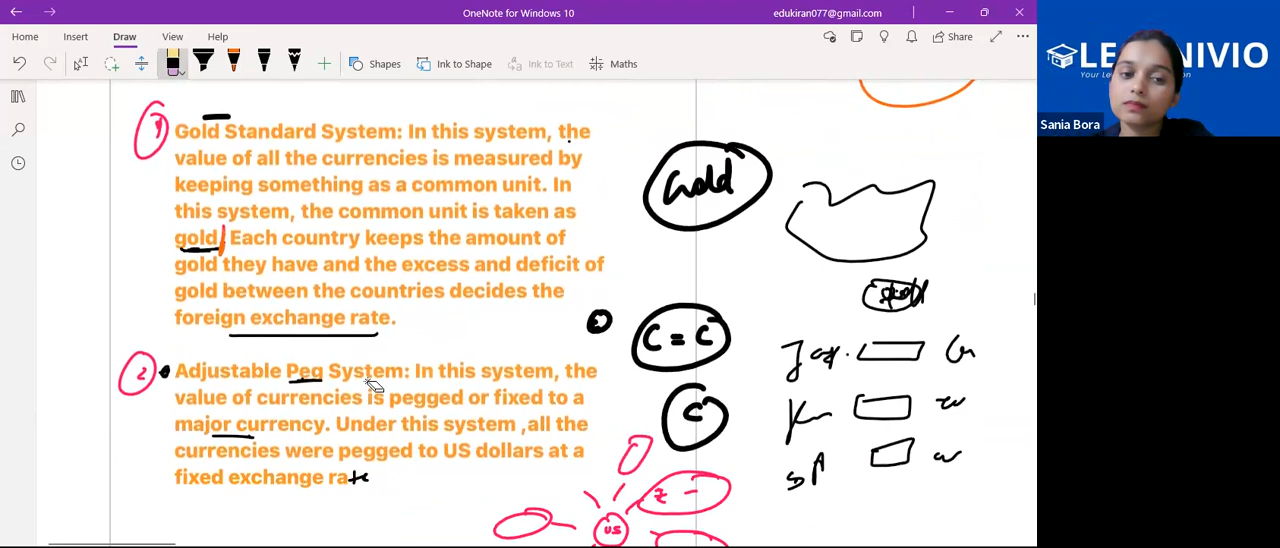 OneNote for Windows 10
edukiran077@gmail.com
Home
Insert
Draw
View
Help
Share
Shapes
Ink to Shape
Ink to Text
Maths
LE NIVIO
Your Le
Sania Bora
1
Gold Standard System: In this system, the
value of all the currencies is measured by
keeping something as a common unit. In
this system, the common unit is taken as
gold. Each country keeps the amount of
gold they have and the excess and deficit of
gold between the countries decides the
foreign exchange rate.
2
Adjustable Peg System: In this system, the
value of currencies is pegged or fixed to a
major currency. Under this system ,all the
currencies were pegged to US dollars at a
fixed exchange rate
Gold
C = C
C
US